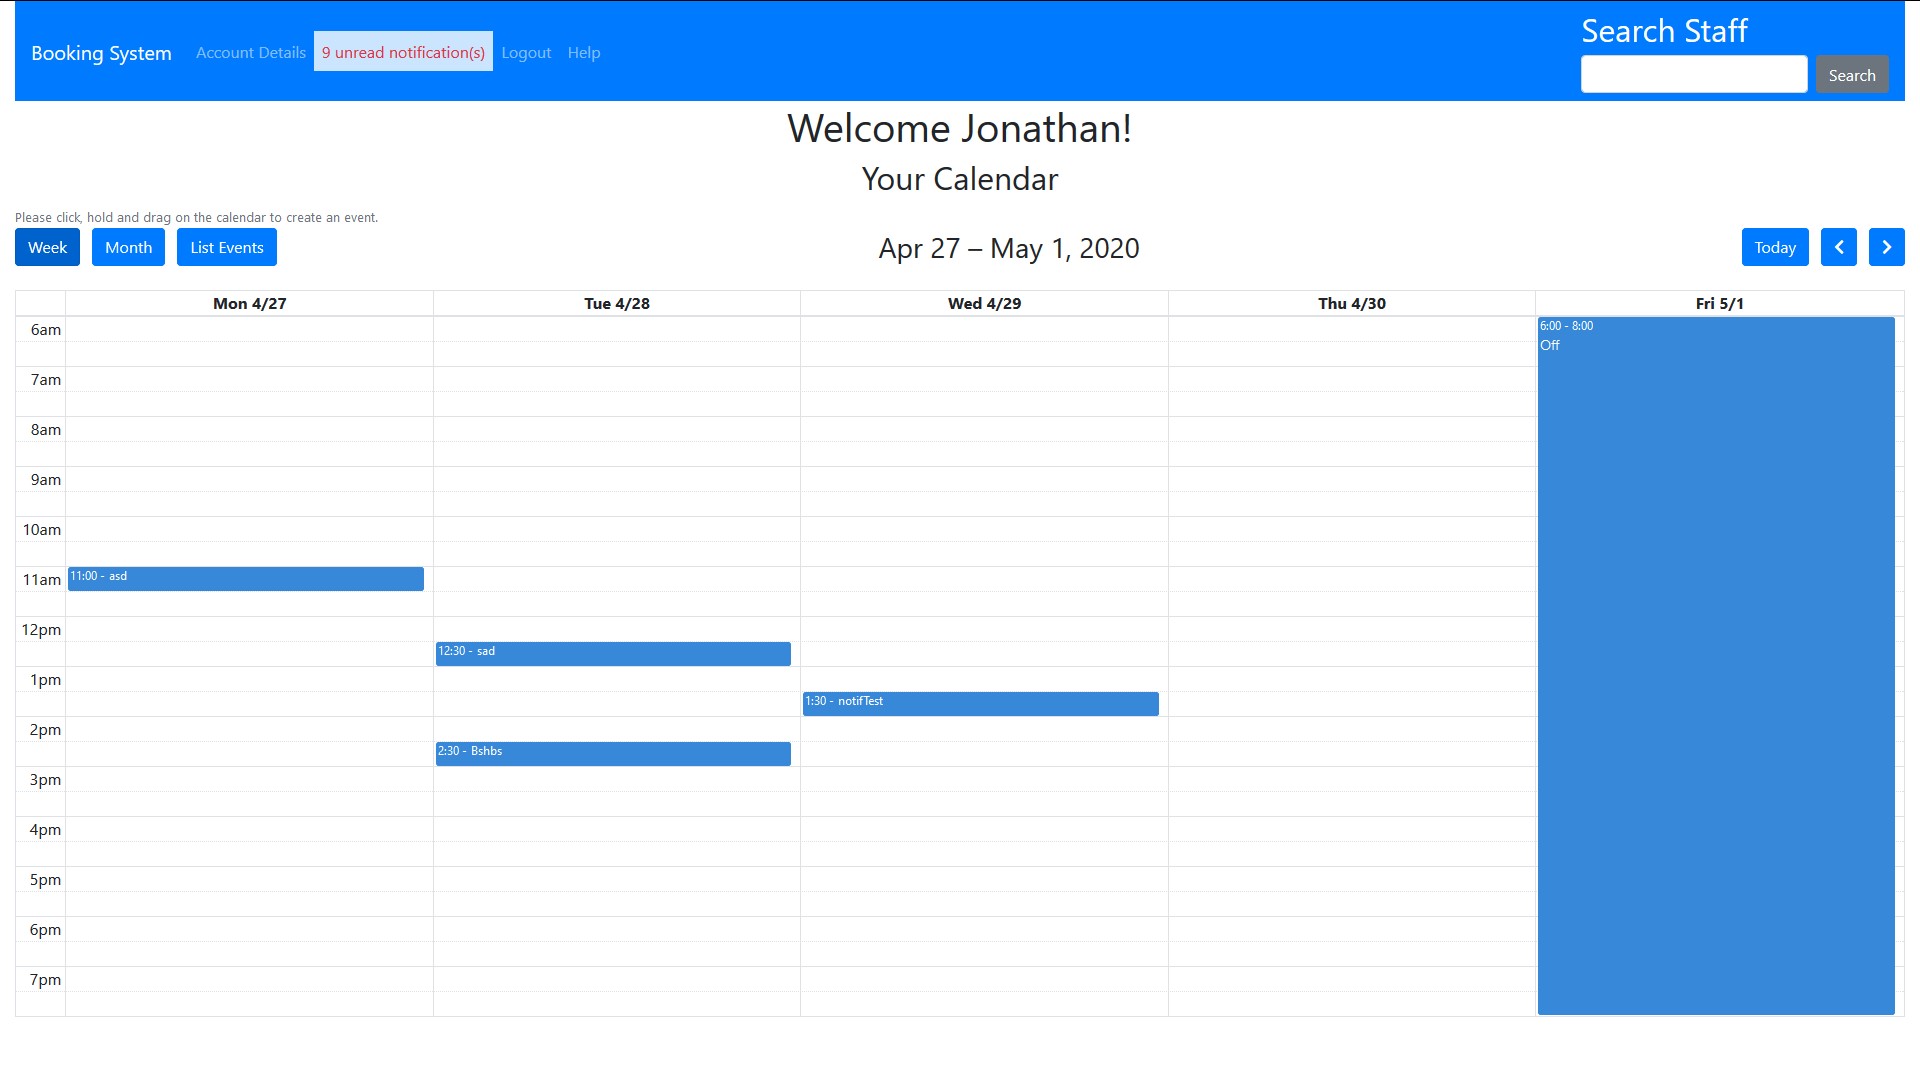 Booking System Account Details 9 unread notification(s) Logout Help
Search Staff
Search
Welcome Jonathan!
Your Calendar
Please click, hold and drag on the calendar to create an event.
Week Month List Events
Apr 27 – May 1, 2020
Today
Mon 4/27 Tue 4/28 Wed 4/29 Thu 4/30 Fri 5/1
6am
6:00 - 8:00
Off
7am
8am
9am
10am
11am
11:00 - asd
12pm
12:30 - sad
1pm
1:30 - notifTest
2pm
2:30 - Bshbs
3pm
4pm
5pm
6pm
7pm